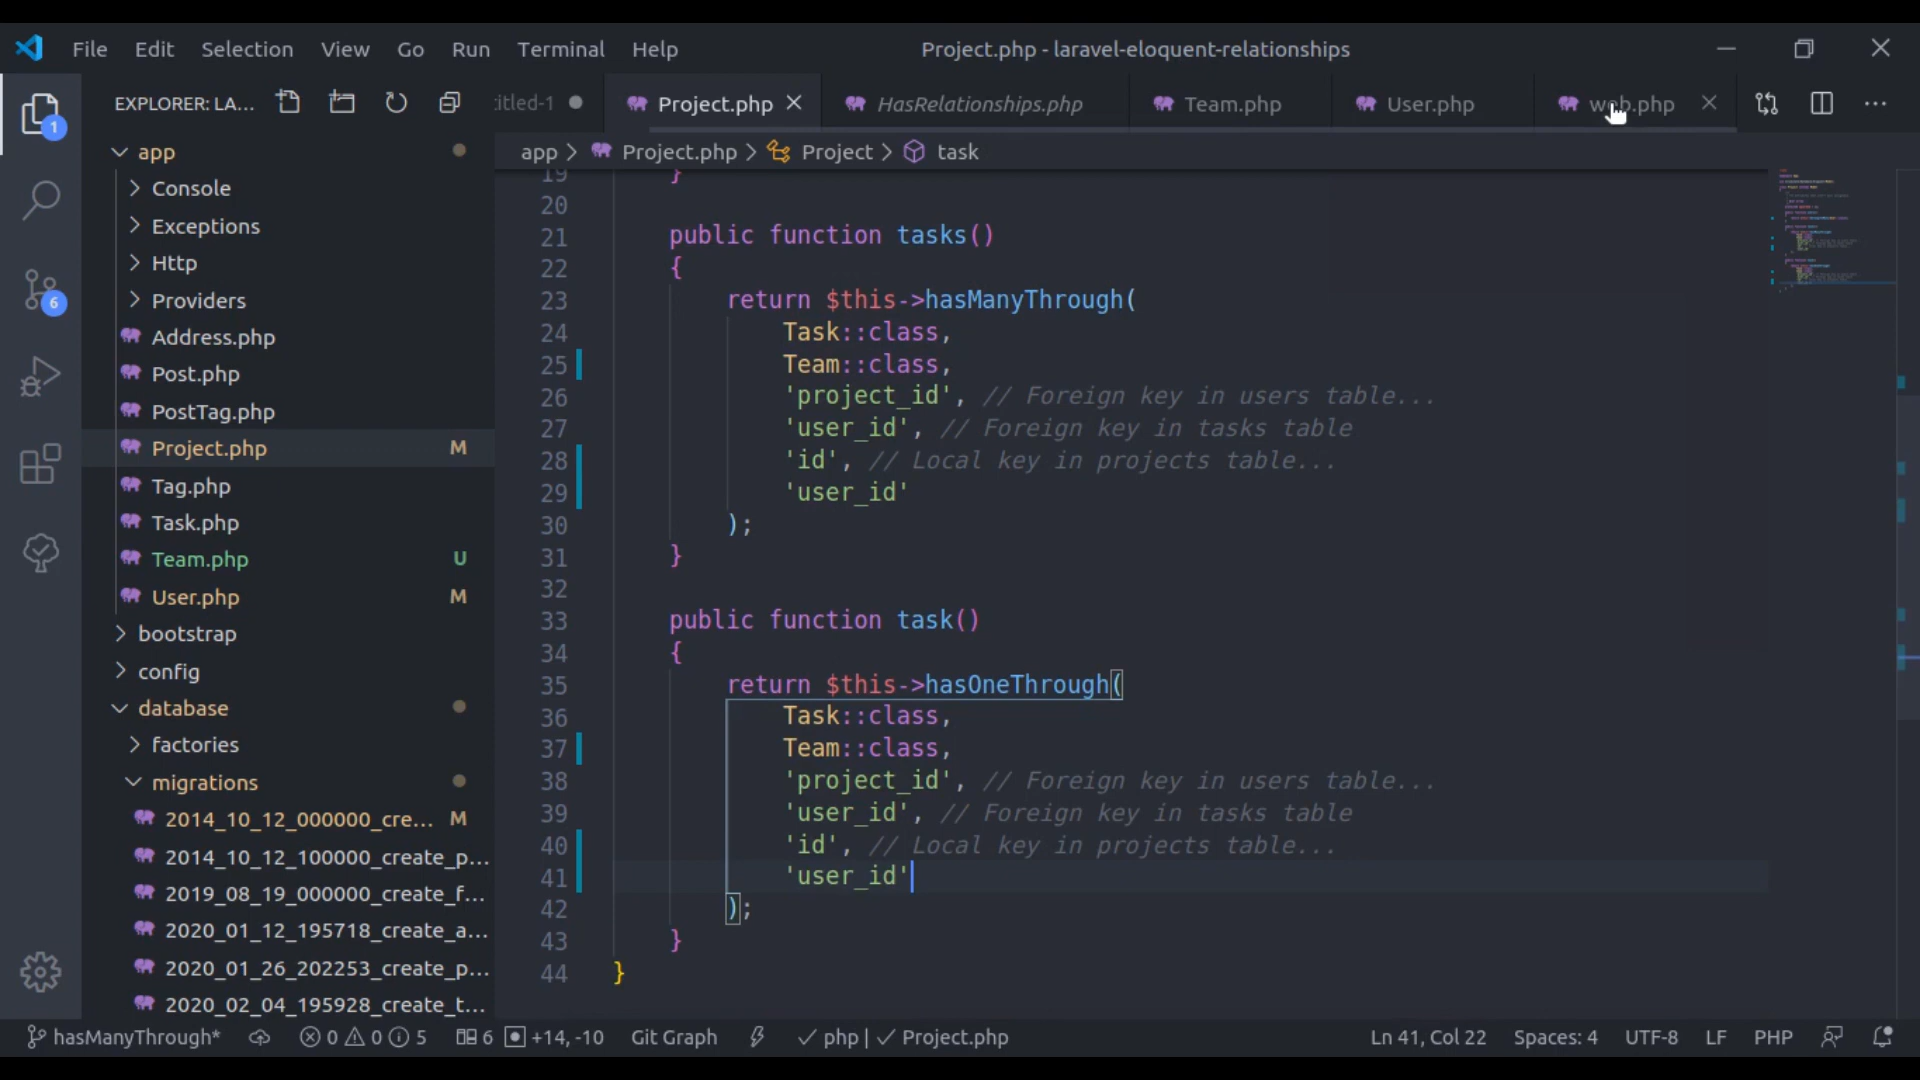 File Edit Selection View Go Run Terminal Help
Project.php - laravel-eloquent-relationships
EXPLORER: LA...
itled-1 Project.php HasRelationships.php Team.php User.php web.php
app > Project.php > Project > task
1
6
app
Console
Exceptions
Http
Providers
Address.php
Post.php
PostTag.php
Project.php M
Tag.php
Task.php
Team.php U
User.php M
bootstrap
config
database
factories
migrations
2014_10_12_000000_cre... M
2014_10_12_100000_create_p...
2019_08_19_000000_create_f...
2020_01_12_195718_create_a...
2020_01_26_202253_create_p...
2020_02_04_195928_create_t...
19 }
20
21 public function tasks()
22 {
23 return $this->hasManyThrough(
24 Task::class,
25 Team::class,
26 'project_id', // Foreign key in users table...
27 'user_id', // Foreign key in tasks table
28 'id', // Local key in projects table...
29 'user_id'
30 );
31 }
32
33 public function task()
34 {
35 return $this->hasOneThrough(
36 Task::class,
37 Team::class,
38 'project_id', // Foreign key in users table...
39 'user_id', // Foreign key in tasks table
40 'id', // Local key in projects table...
41 'user_id'
42 );
43 }
44 }
hasManyThrough* 0 0 5 6 +14, -10 Git Graph php | Project.php Ln 41, Col 22 Spaces: 4 UTF-8 LF PHP